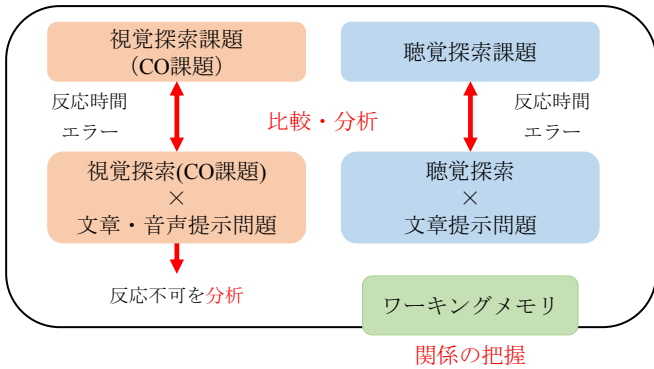 視覚探索課題
（CO課題）
聴覚探索課題
反応時間
エラー
比較・分析
反応時間
エラー
視覚探索(CO課題)
×
文章・音声提示問題
聴覚探索
×
文章提示問題
反応不可を分析
ワーキングメモリ
関係の把握